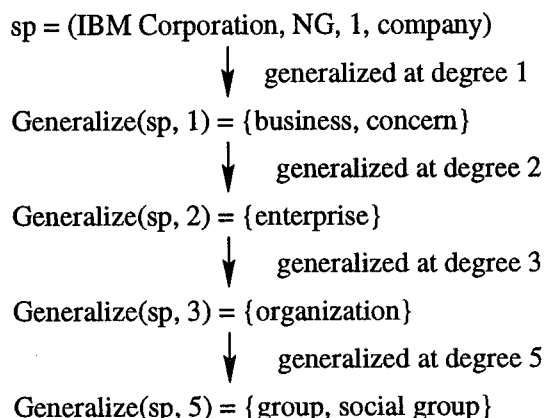 sp = (IBM Corporation, NG, 1, company)
generalized at degree 1
Generalize(sp, 1) = {business, concern}
generalized at degree 2
Generalize(sp, 2) = {enterprise}
generalized at degree 3
Generalize(sp, 3) = {organization}
generalized at degree 5
Generalize(sp, 5) = {group, social group}